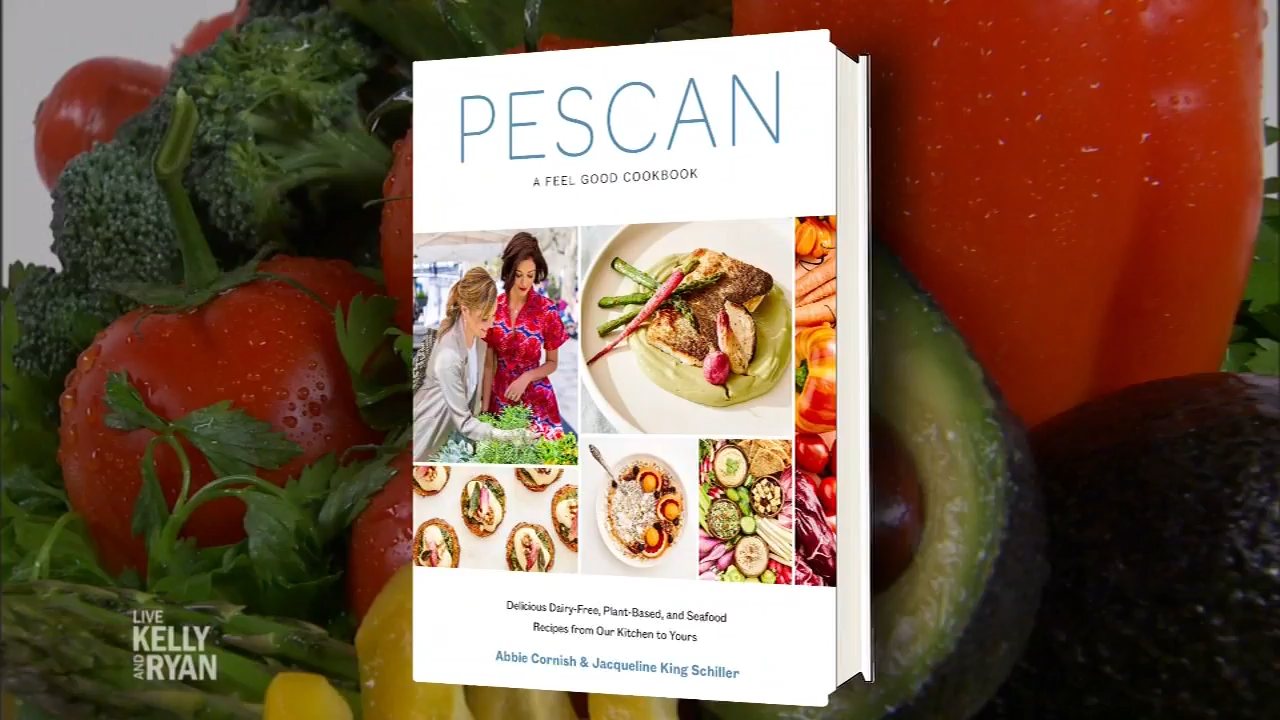 PESCAN
A FEEL GOOD COOKBOOK
Delicious Dairy-Free, Plant-Based, and Seafood
Recipes from Our Kitchen to Yours
Abbie Cornish & Jacqueline King Schiller
LIVE
KELLY
AND RYAN